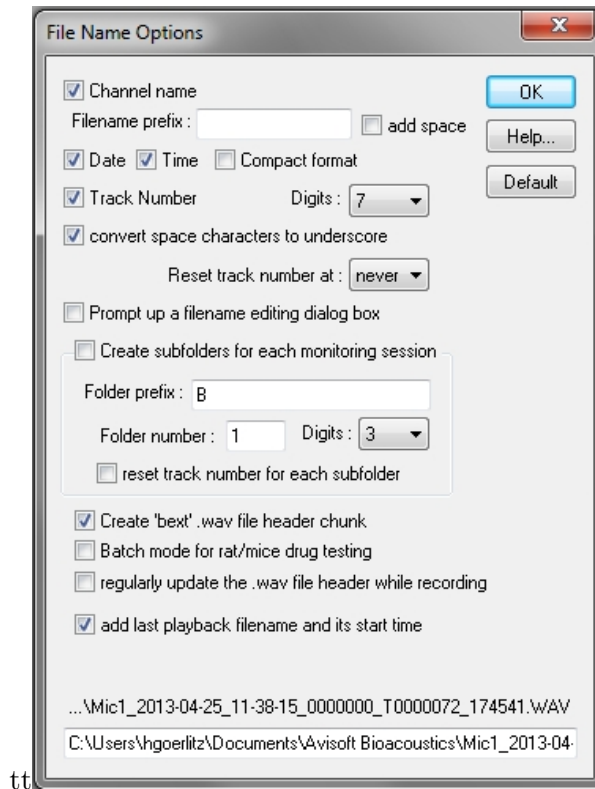 File Name Options
Channel name
OK
Filename prefix : add space
Help...
Date Time Compact format
Default
Track Number Digits : 7
convert space characters to underscore
Reset track number at : never
Prompt up a filename editing dialog box
Create subfolders for each monitoring session
Folder prefix : B
Folder number : 1 Digits : 3
reset track number for each subfolder
Create 'bext' .wav file header chunk
Batch mode for rat/mice drug testing
regularly update the .wav file header while recording
add last playback filename and its start time
...\Mic1_2013-04-25_11-38-15_0000000_T0000072_174541.WAV
C:\Users\hgoerlitz\Documents\Avisoft Bioacoustics\Mic1_2013-04-
tt